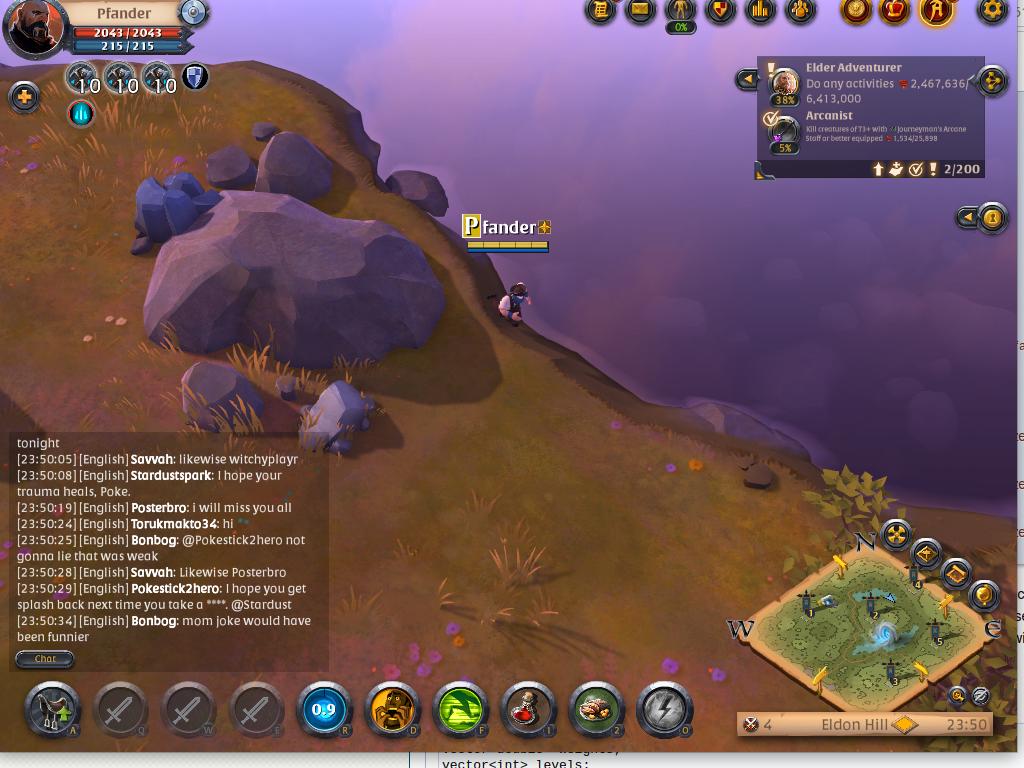 Pfander
2043 / 2043
215 / 215
10 10 10
0%
Elder Adventurer
Do any activities 2,467,636/
6,413,000
38%
Arcanist
Kill creatures of T3+ with Journeyman's Arcane
Staff or better equipped 1,534/25,898
5%
2/200
Pfander
tonight
[23:50:05] [English] Savvah: likewise witchyplayr
[23:50:08] [English] Stardustspark: I hope your
trauma heals, Poke.
[23:50:19] [English] Posterbro: i will miss you all
[23:50:24] [English] Torukmakto34: hi
[23:50:25] [English] Bonbog: @Pokestick2hero not
gonna lie that was weak
[23:50:28] [English] Savvah: Likewise Posterbro
[23:50:29] [English] Pokestick2hero: I hope you get
splash back next time you take a ****. @Stardust
[23:50:34] [English] Bonbog: mom joke would have
been funnier
Chat
N
W
E
1
2
3
4
5
0.9
A Q W E R D F 1 2 O
4 Eldon Hill 23:50
vector<int> levels;